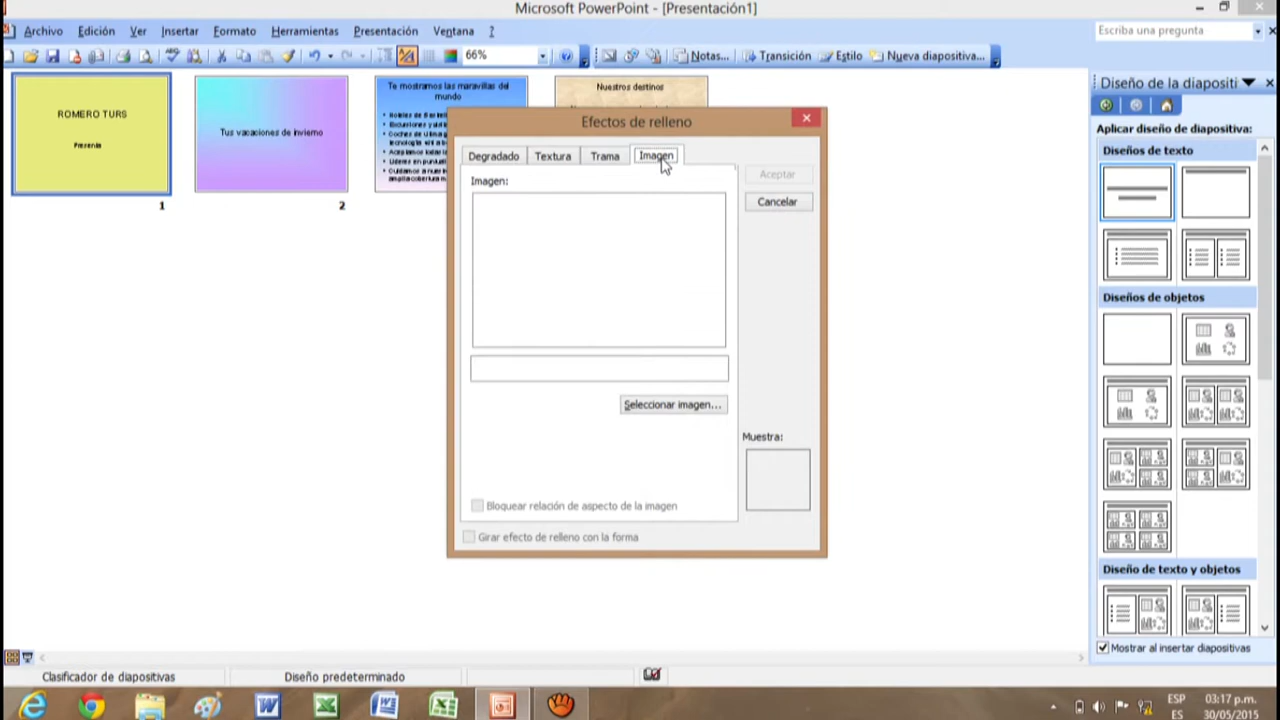 Microsoft PowerPoint - [Presentación1]
Archivo Edición Ver Insertar Formato Herramientas Presentación Ventana ?
Escriba una pregunta
66%
Notas... Transición Estilo Nueva diapositiva...
ROMERO TURS
Presenta
1
Tus vacaciones de invierno
2
Te mostramos las maravillas del
mundo
Nuestros destinos
Efectos de relleno
Degradado Textura Trama Imagen
Imagen:
Aceptar
Cancelar
Seleccionar imagen...
Muestra:
Bloquear relación de aspecto de la imagen
Girar efecto de relleno con la forma
Diseño de la diapositi
Aplicar diseño de diapositiva:
Diseños de texto
Diseños de objetos
Diseño de texto y objetos
Mostrar al insertar diapositivas
Clasificador de diapositivas Diseño predeterminado
ESP 03:17 p.m.
ES 30/05/2015